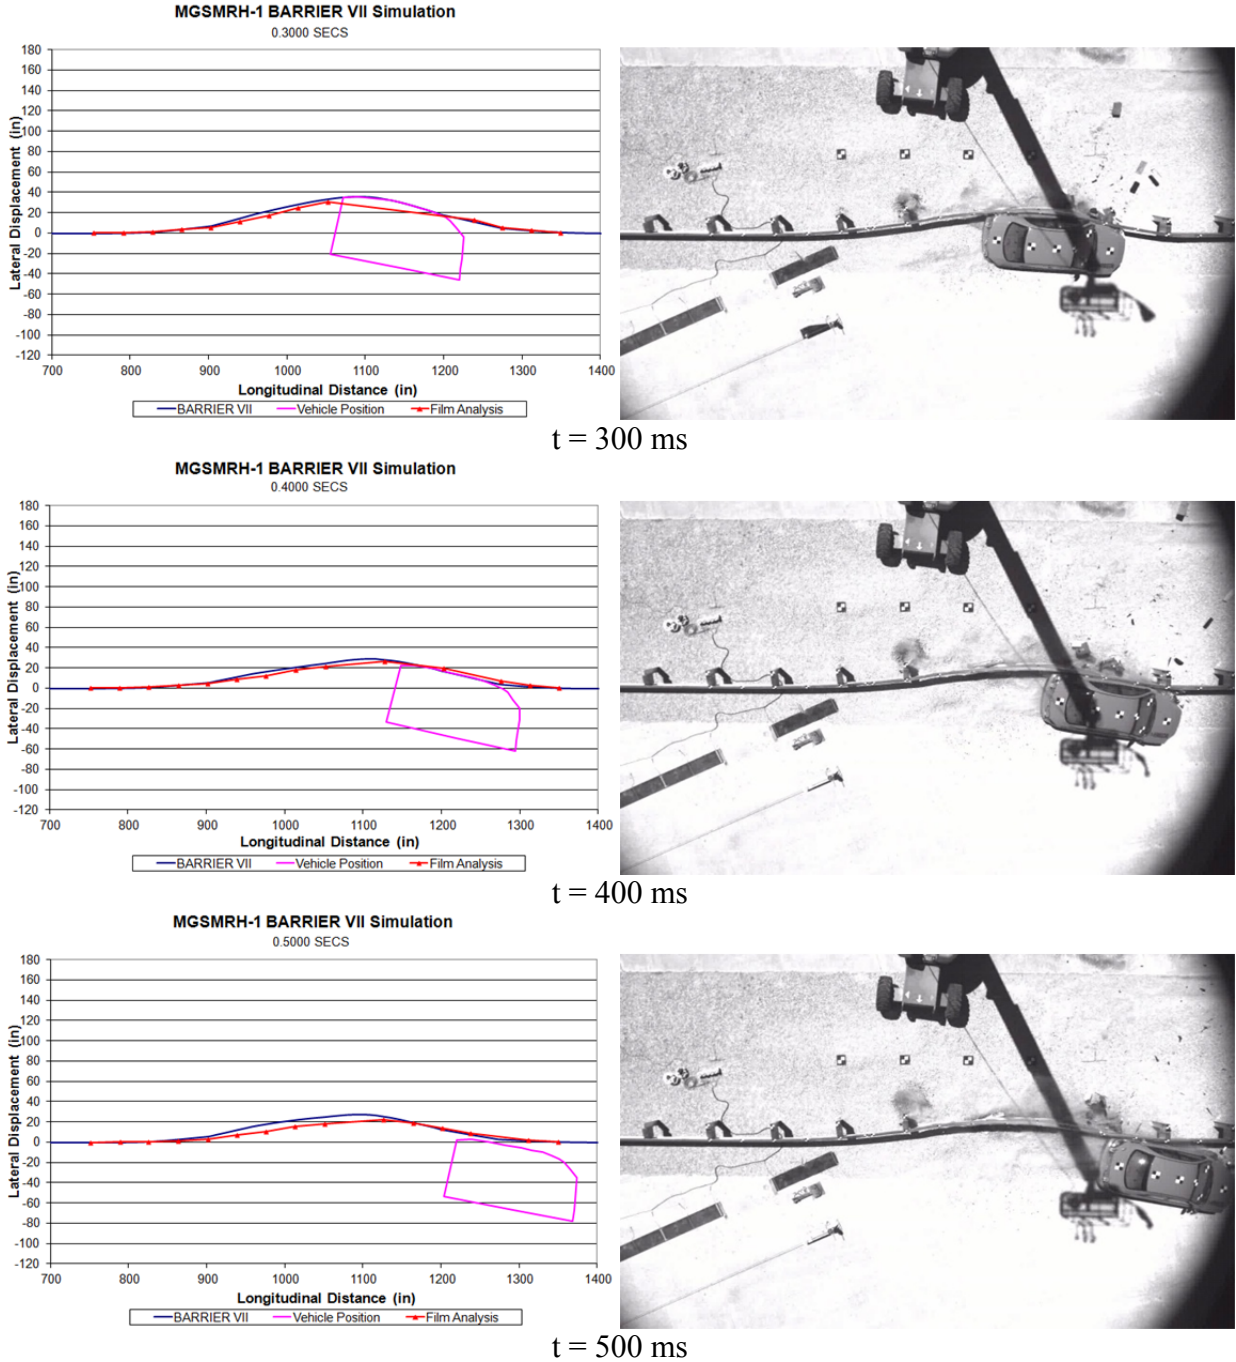 MGSMRH-1 BARRIER VII Simulation
0.3000 SECS
Lateral Displacement (in)
180
160
140
120
100
80
60
40
20
0
-20
-40
-60
-80
-100
-120
700 800 900 1000 1100 1200 1300 1400
Longitudinal Distance (in)
BARRIER VII Vehicle Position Film Analysis
t = 300 ms
MGSMRH-1 BARRIER VII Simulation
0.4000 SECS
Lateral Displacement (in)
180
160
140
120
100
80
60
40
20
0
-20
-40
-60
-80
-100
-120
700 800 900 1000 1100 1200 1300 1400
Longitudinal Distance (in)
BARRIER VII Vehicle Position Film Analysis
t = 400 ms
MGSMRH-1 BARRIER VII Simulation
0.5000 SECS
Lateral Displacement (in)
180
160
140
120
100
80
60
40
20
0
-20
-40
-60
-80
-100
-120
700 800 900 1000 1100 1200 1300 1400
Longitudinal Distance (in)
BARRIER VII Vehicle Position Film Analysis
t = 500 ms